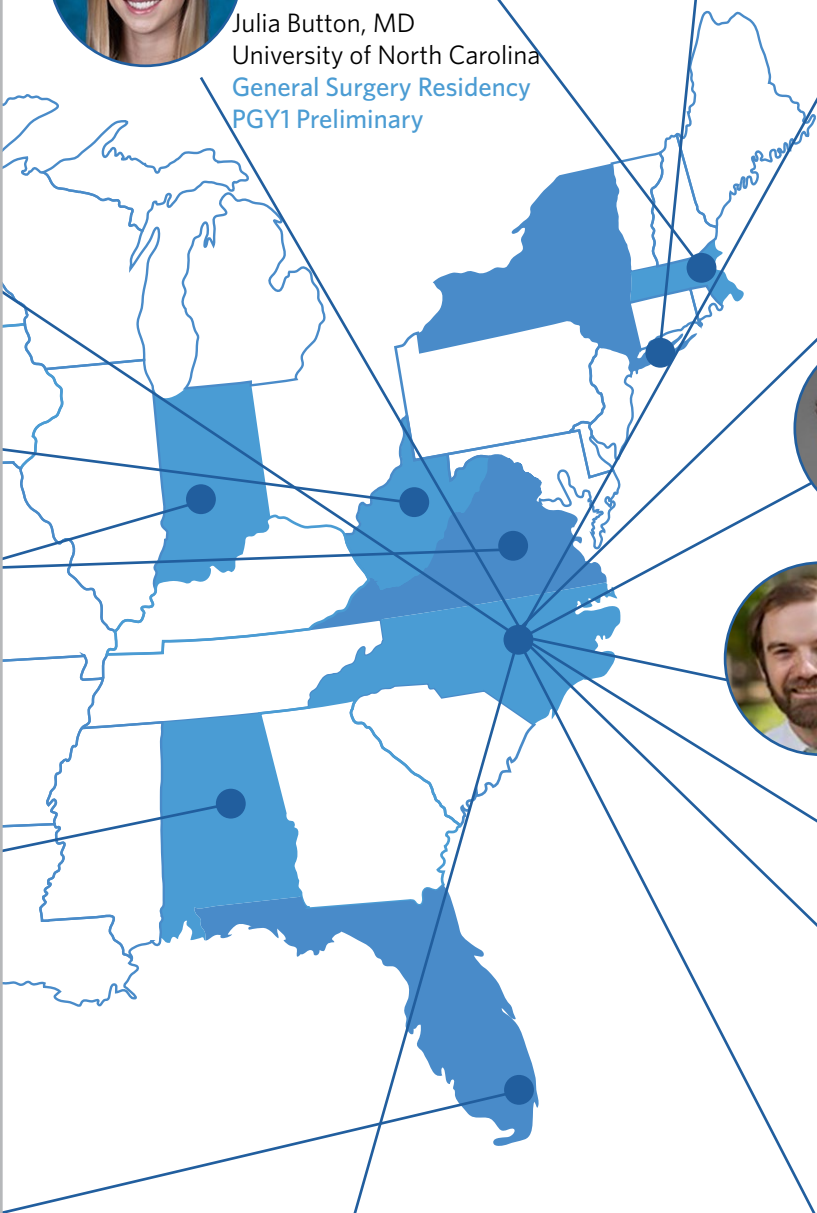 Julia Button, MD
University of North Carolina
General Surgery Residency
PGY1 Preliminary